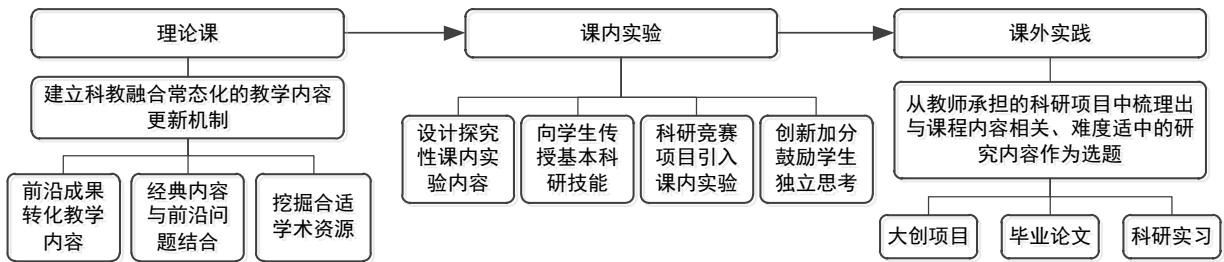 理论课
课内实验
课外实践
建立科教融合常态化的教学内容
更新机制
前沿成果
转化教学
内容
经典内容
与前沿问
题结合
挖掘合适
学术资源
设计探究
性课内实
验内容
向学生传
授基本科
研技能
科研竞赛
项目引入
课内实验
创新加分
鼓励学生
独立思考
从教师承担的科研项目中梳理出
与课程内容相关、难度适中的研
究内容作为选题
大创项目
毕业论文
科研实习